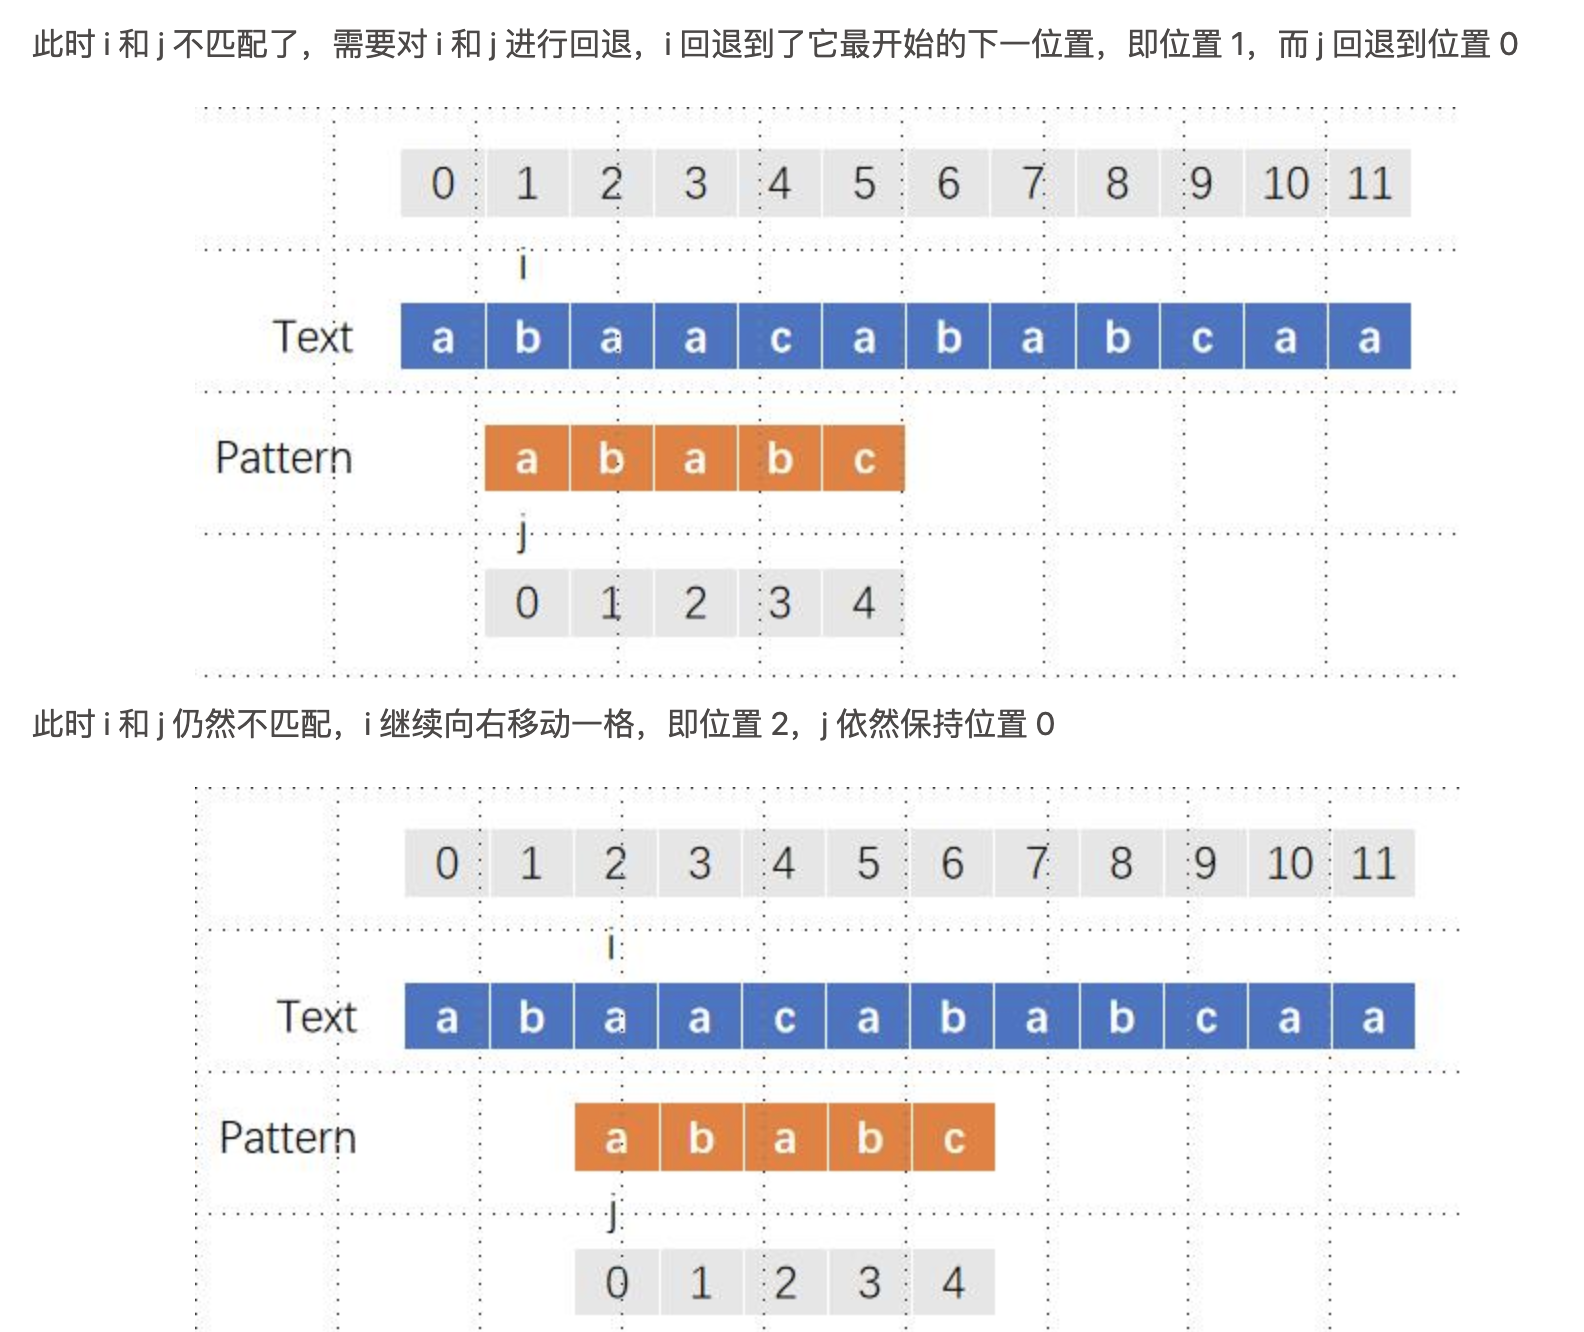 此时 i 和 j 不匹配了，需要对 i 和 j 进行回退，i 回退到了它最开始的下一位置，即位置 1，而 j 回退到位置 0
0 1 2 3 4 5 6 7 8 9 10 11
i
Text a b a a c a b a b c a a
Pattern a b a b c
j
0 1 2 3 4
此时 i 和 j 仍然不匹配，i 继续向右移动一格，即位置 2，j 依然保持位置 0
0 1 2 3 4 5 6 7 8 9 10 11
i
Text a b a a c a b a b c a a
Pattern a b a b c
j
0 1 2 3 4